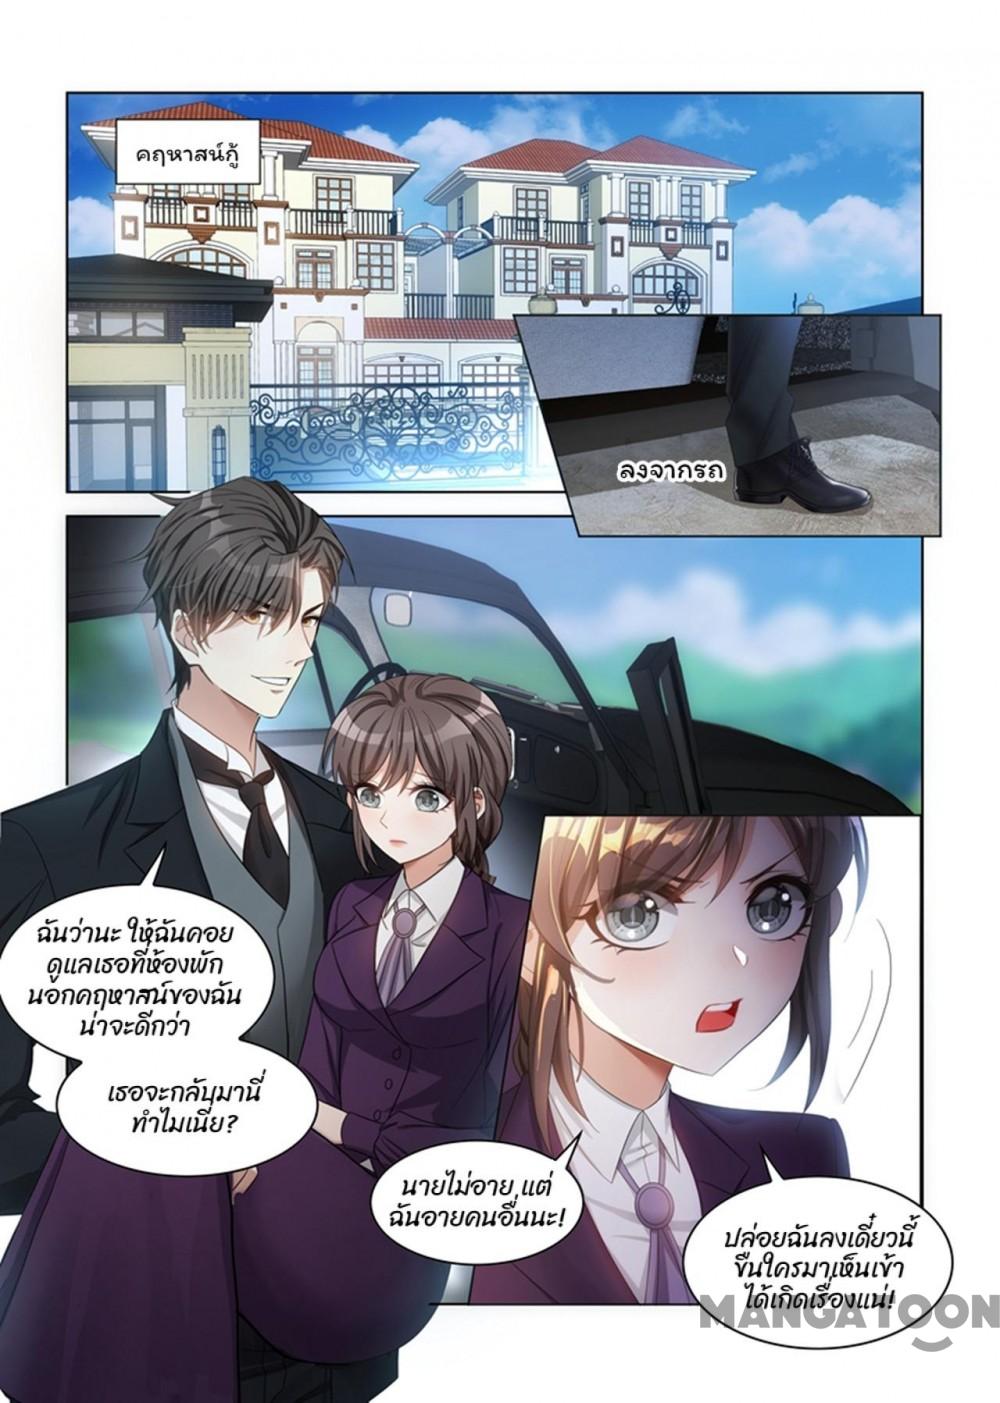 คฤหาสน์กู้
ลงจากรถ
ฉันว่านะ ให้ฉันคอย
ดูแลเธอที่ห้องพัก
นอกคฤหาสน์ของฉัน
น่าจะดีกว่า
เธอจะกลับมานี่
ทำไมเนี่ย?
นายไม่อาย แต่
ฉันอายคนอื่นนะ!
ปล่อยฉันลงเดี๋ยวนี้
ขืนใครมาเห็นเข้า
ได้เกิดเรื่องแน่!
MANGATOON